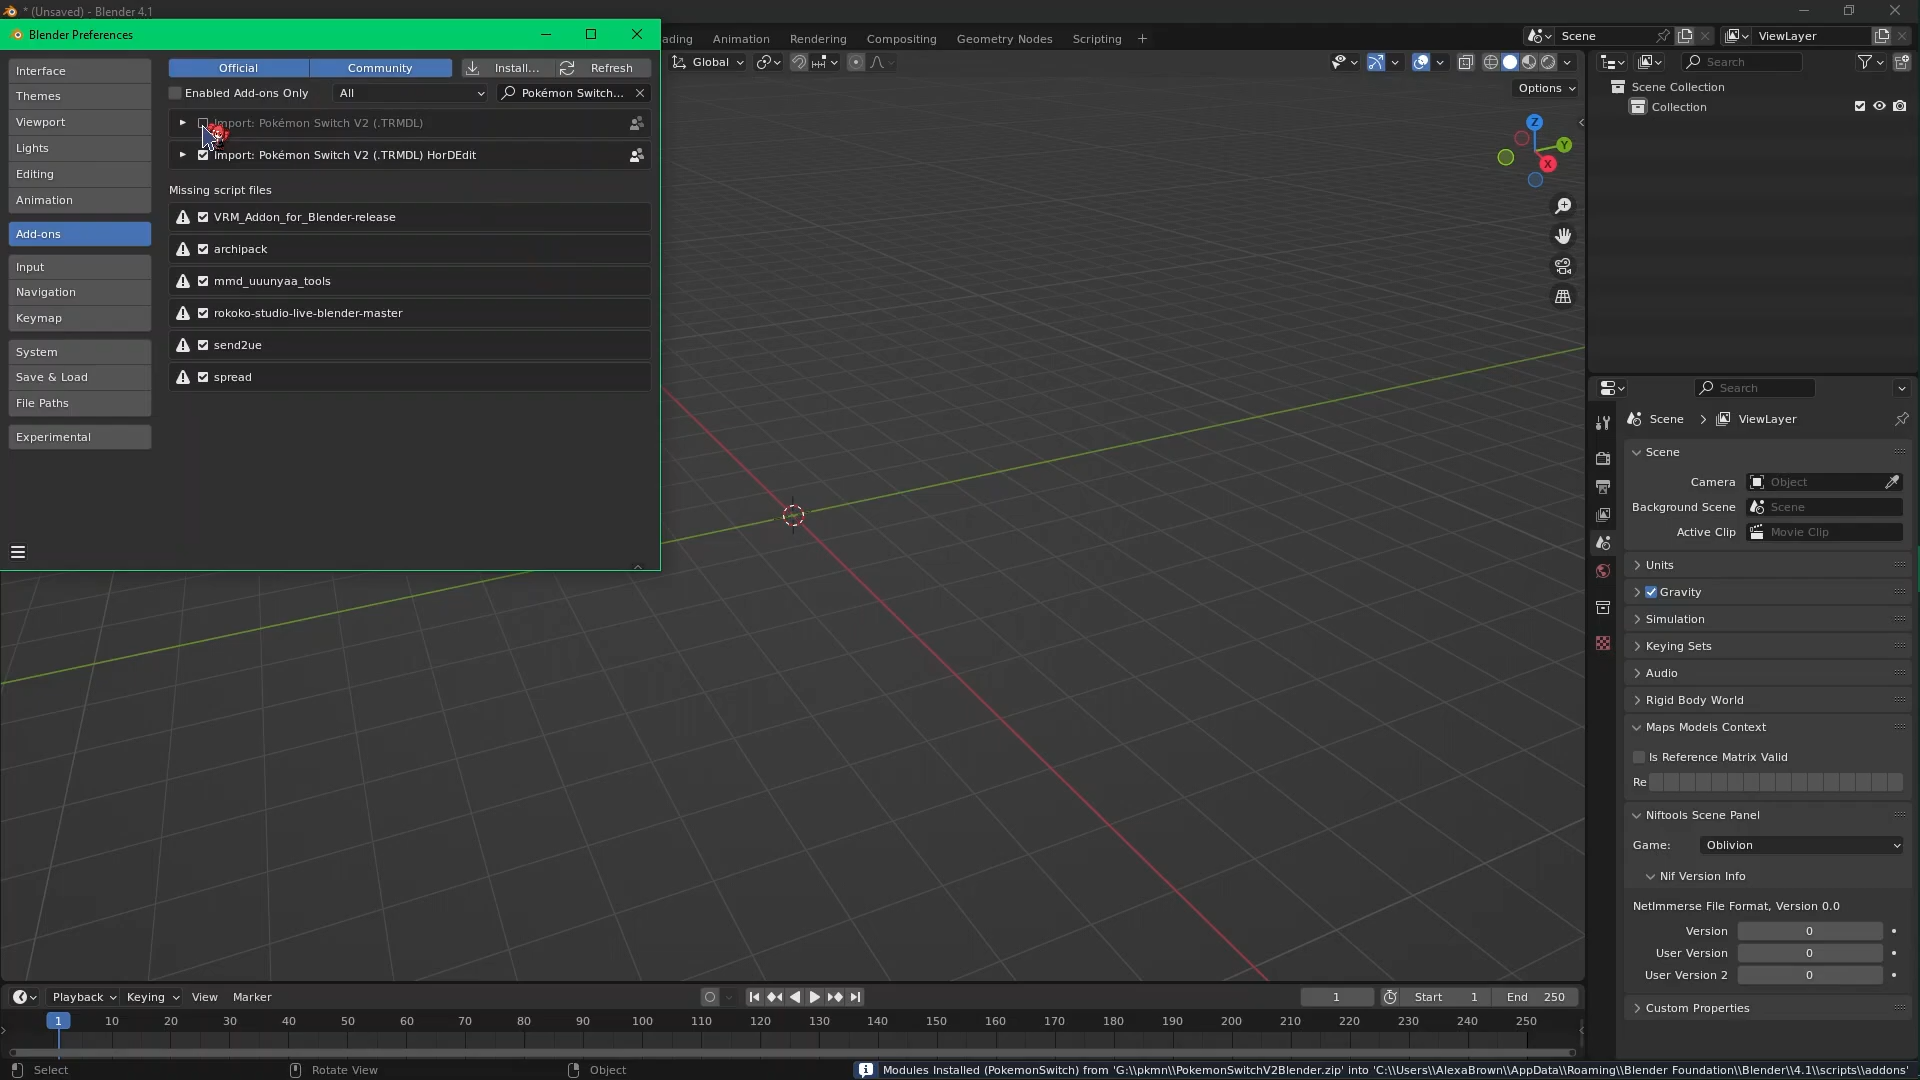 * (Unsaved) - Blender 4.1
Blender Preferences
ading
Animation
Rendering
Compositing
Geometry Nodes
Scripting
+
Scene
ViewLayer
Interface
Themes
Viewport
Lights
Editing
Animation
Add-ons
Input
Navigation
Keymap
System
Save & Load
File Paths
Experimental
Official
Community
Install...
Refresh
Enabled Add-ons Only
All
Pokémon Switch...
Import: Pokémon Switch V2 (.TRMDL)
Import: Pokémon Switch V2 (.TRMDL) HorDEdit
Missing script files
VRM_Addon_for_Blender-release
archipack
mmd_uuunyaa_tools
rokoko-studio-live-blender-master
send2ue
spread
Global
Options
Z
Y
X
Search
Scene Collection
Collection
Search
Scene
ViewLayer
Scene
Camera
Object
Background Scene
Scene
Active Clip
Movie Clip
Units
Gravity
Simulation
Keying Sets
Audio
Rigid Body World
Maps Models Context
Is Reference Matrix Valid
Re
Niftools Scene Panel
Game:
Oblivion
Nif Version Info
NetImmerse File Format, Version 0.0
Version
0
User Version
0
User Version 2
0
Custom Properties
Playback
Keying
View
Marker
1
Start 1
End 250
1 10 20 30 40 50 60 70 80 90 100 110 120 130 140 150 160 170 180 190 200 210 220 230 240 250
Select
Rotate View
Object
Modules Installed (PokemonSwitch) from 'G:\\pkmn\\PokemonSwitchV2Blender.zip' into 'C:\\Users\\AlexaBrown\\AppData\\Roaming\\Blender Foundation\\Blender\\4.1\\scripts\\addons'